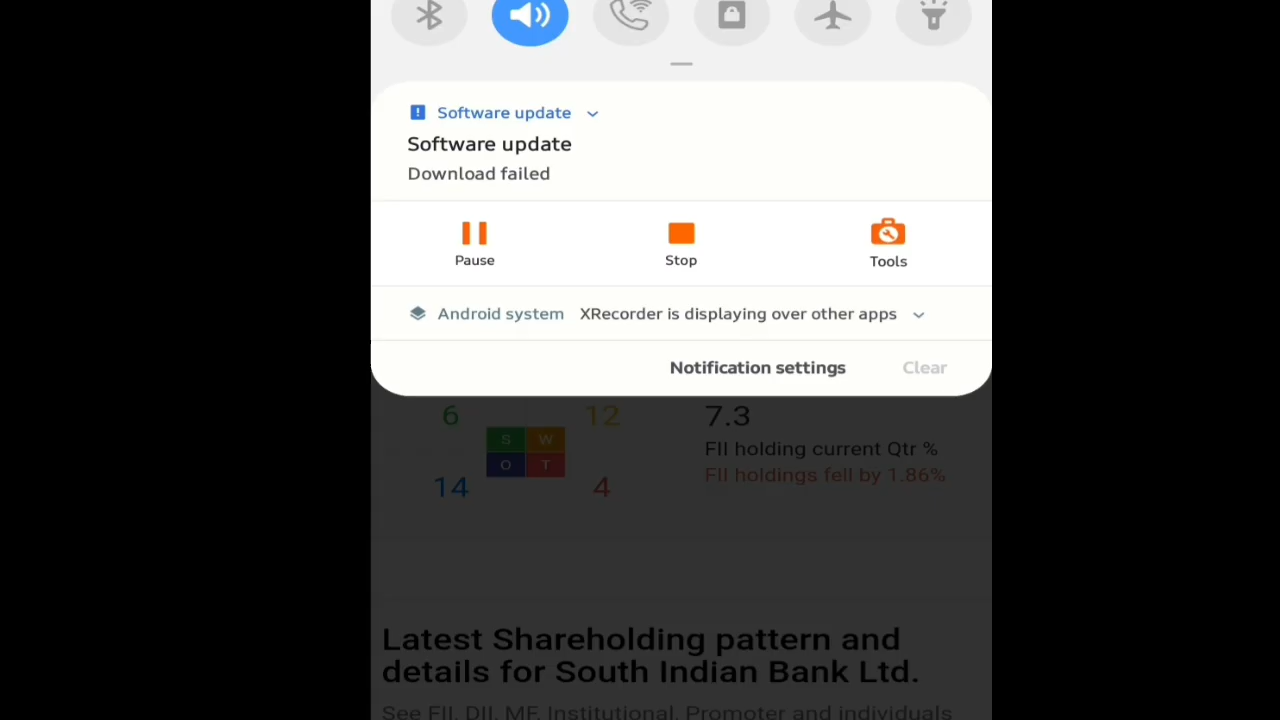 Software update
Software update
Download failed
Pause Stop Tools
Android system XRecorder is displaying over other apps
Notification settings Clear
6 12
S W
O T
14 4
7.3
FII holding current Qtr %
FII holdings fell by 1.86%
Latest Shareholding pattern and
details for South Indian Bank Ltd.
See FII, DII, MF, Institutional, Promoter and individuals